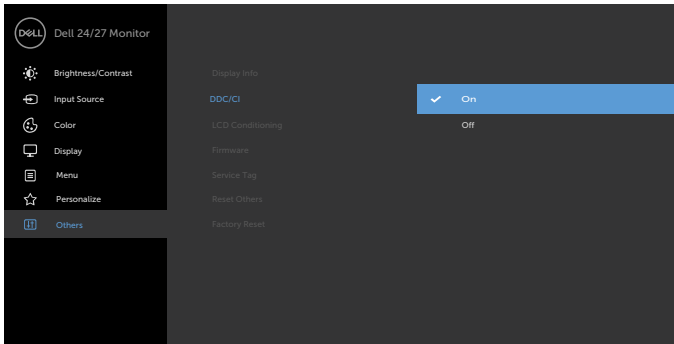 DELL Dell 24/27 Monitor
Brightness/Contrast
Input Source
Color
Display
Menu
Personalize
Others
Display Info
DDC/CI
LCD Conditioning
Firmware
Service Tag
Reset Others
Factory Reset
On
Off